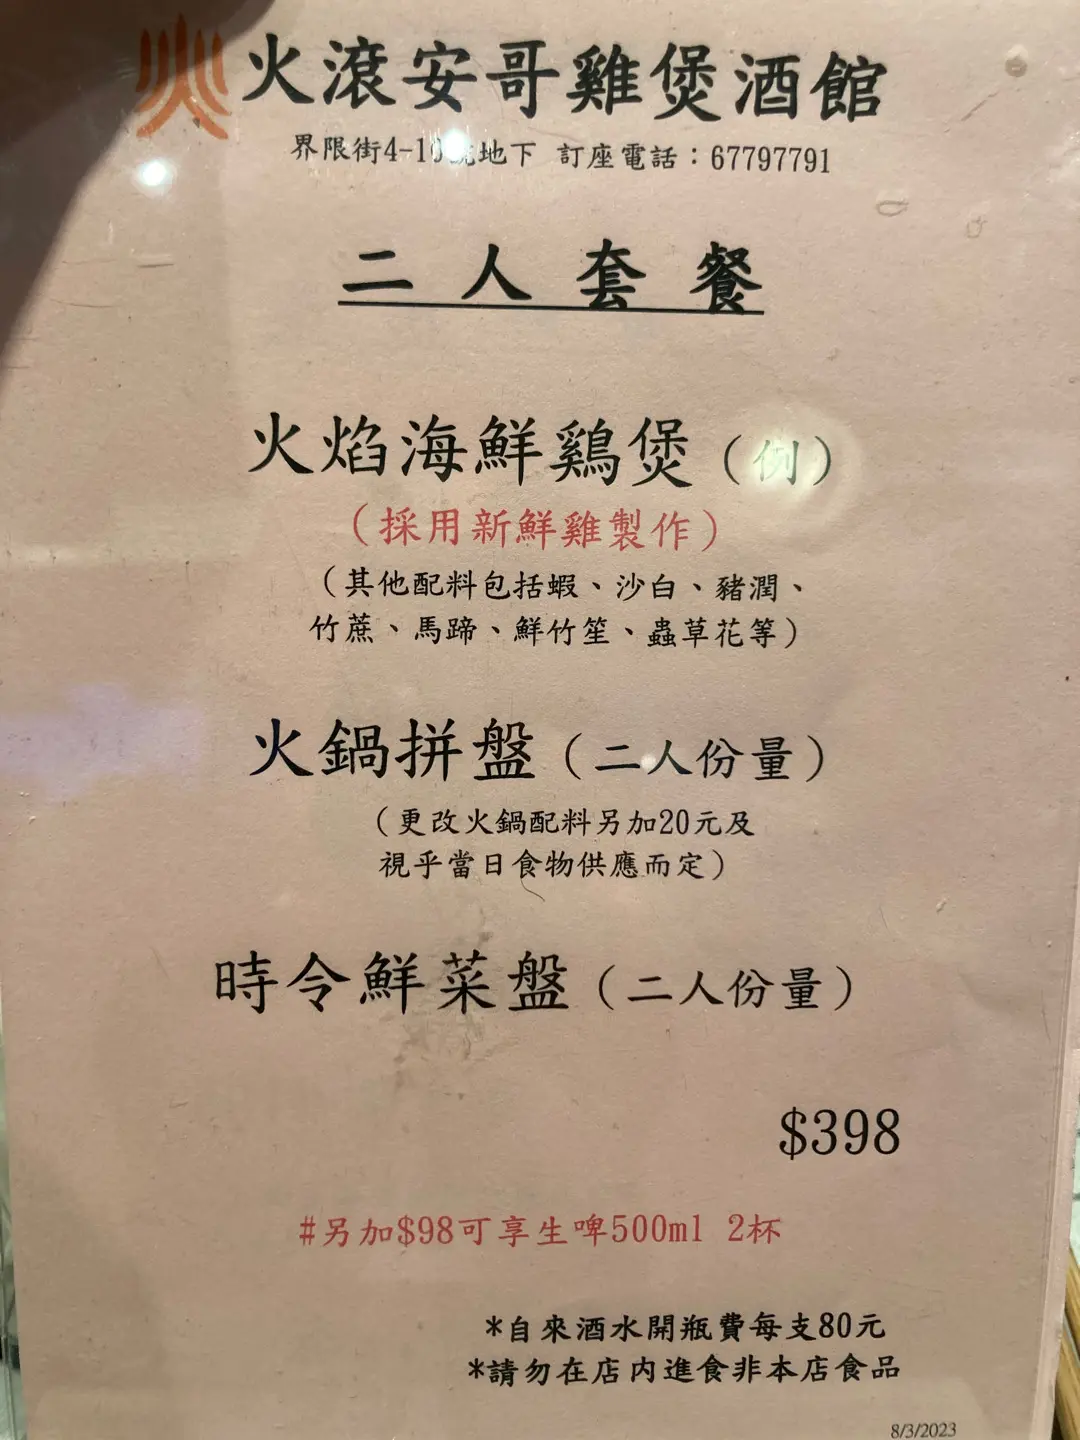 火滾安哥雞煲酒館
界限街4-10號地下 訂座電話：67797791
二人套餐
火焰海鮮鷄煲（例）
（採用新鮮雞製作）
（其他配料包括蝦、沙白、豬潤、
竹蔗、馬蹄、鮮竹笙、蟲草花等）
火鍋拼盤（二人份量）
（更改火鍋配料另加20元及
視乎當日食物供應而定）
時令鮮菜盤（二人份量）
$398
#另加$98可享生啤500ml 2杯
*自來酒水開瓶費每支80元
*請勿在店內進食非本店食品
8/3/2023